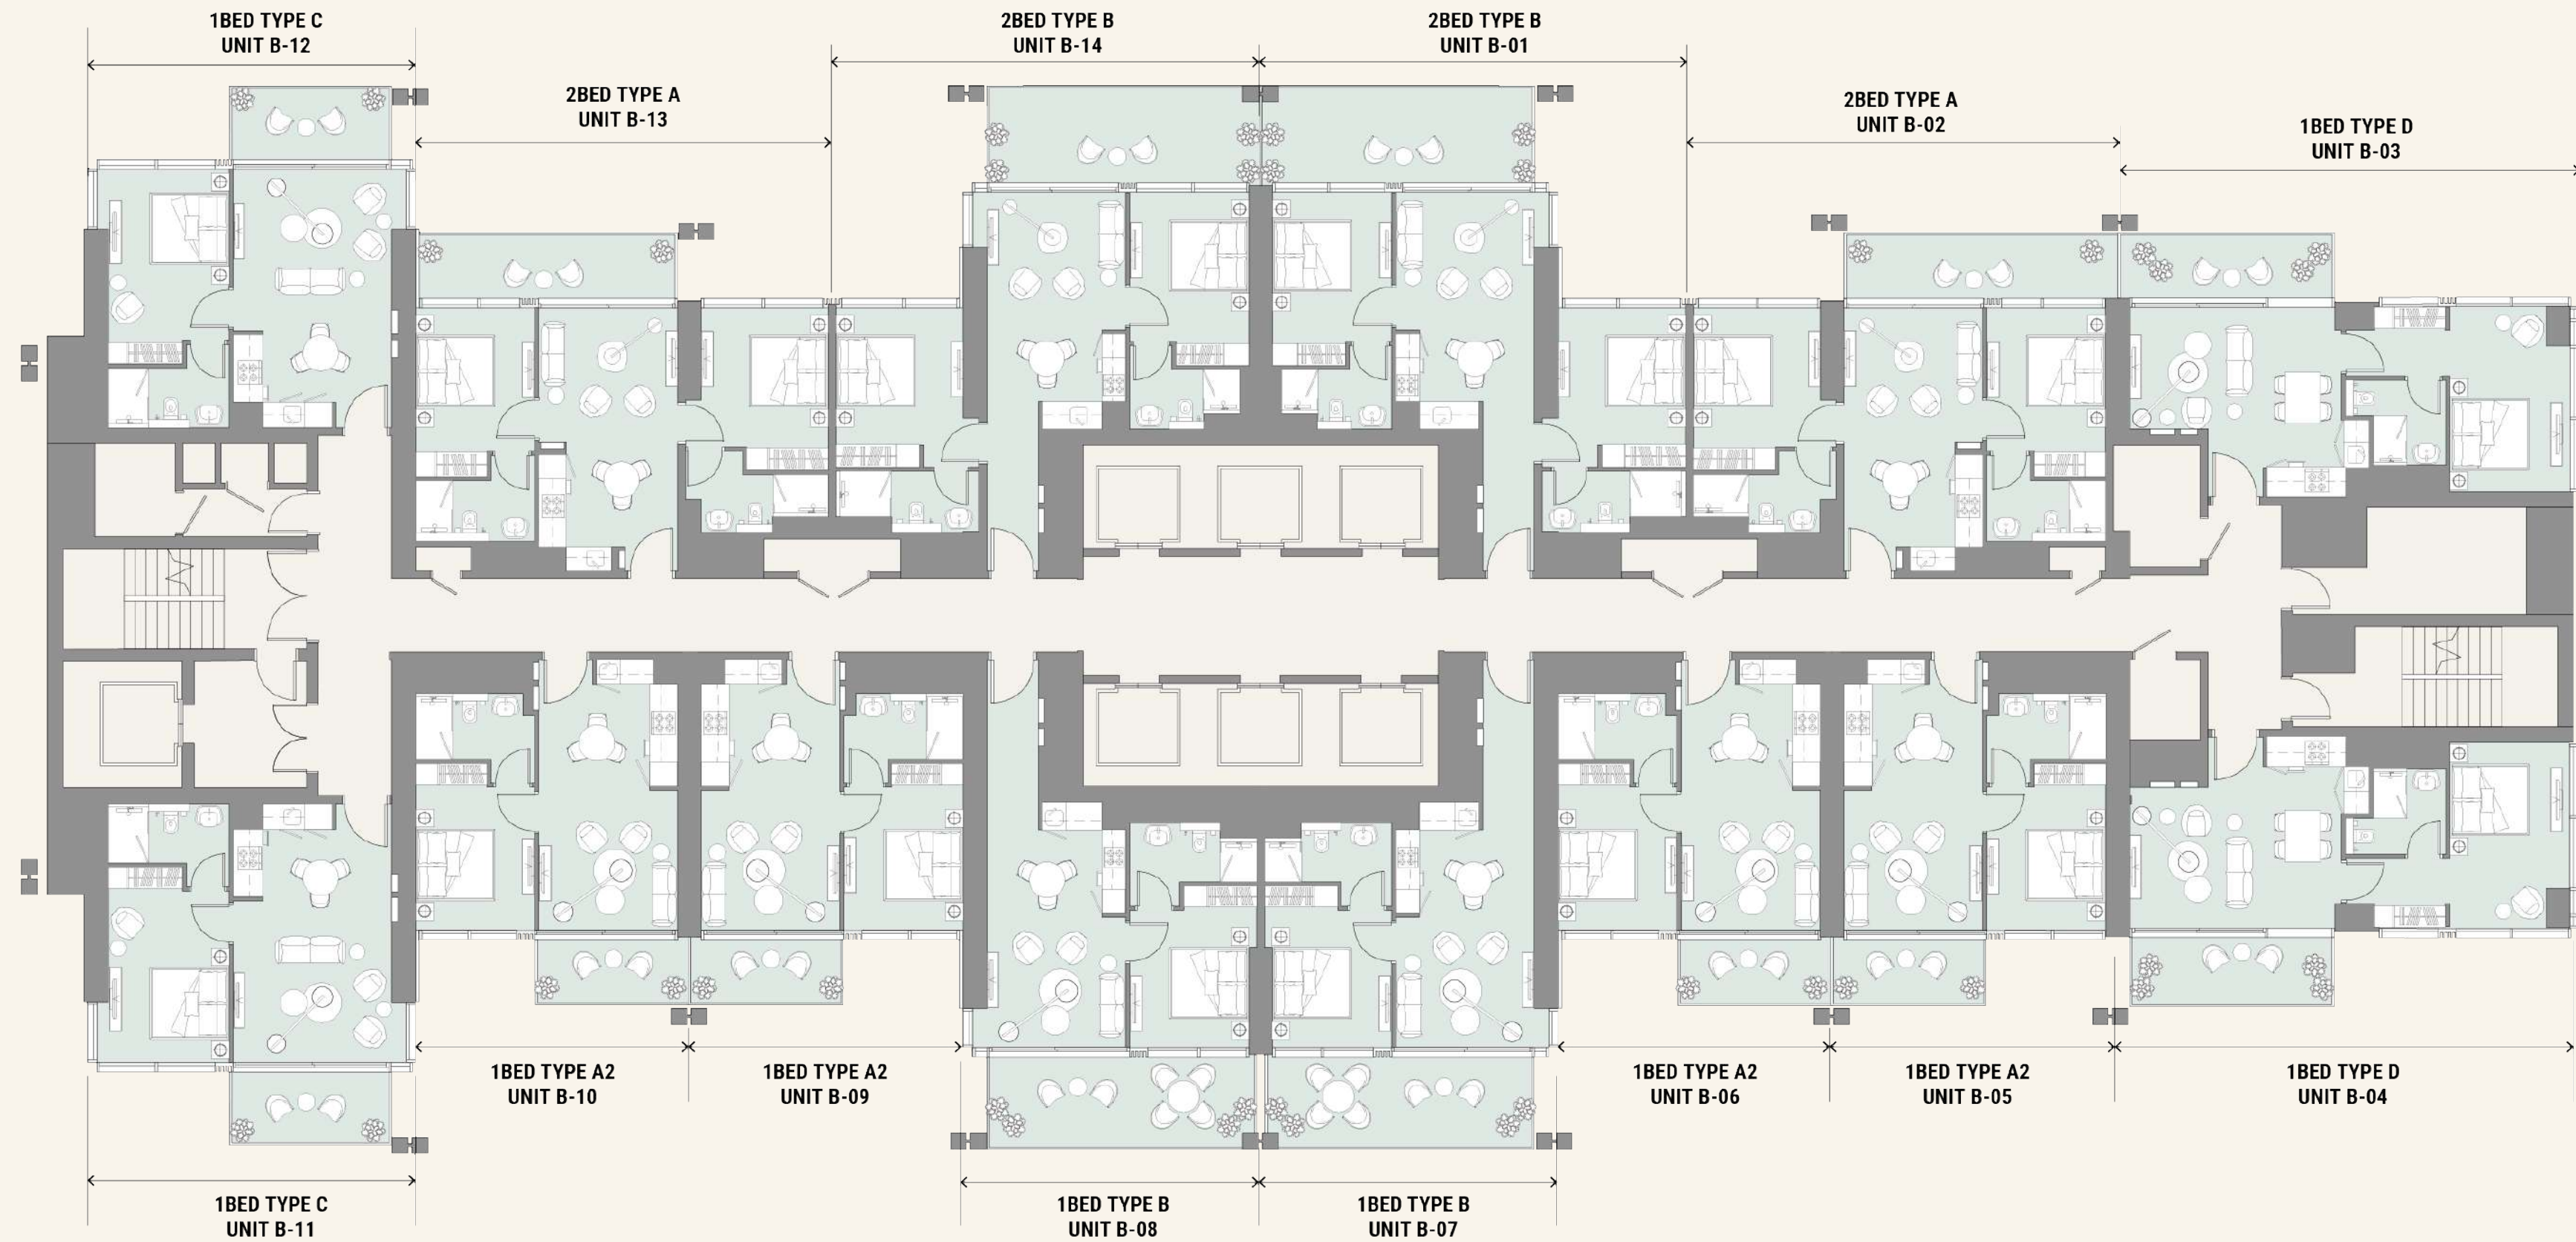 1BED TYPE C
UNIT B-12
2BED TYPE A
UNIT B-13
2BED TYPE B
UNIT B-14
2BED TYPE B
UNIT B-01
2BED TYPE A
UNIT B-02
1BED TYPE D
UNIT B-03
1BED TYPE A2
UNIT B-10
1BED TYPE A2
UNIT B-09
1BED TYPE A2
UNIT B-06
1BED TYPE A2
UNIT B-05
1BED TYPE D
UNIT B-04
1BED TYPE C
UNIT B-11
1BED TYPE B
UNIT B-08
1BED TYPE B
UNIT B-07